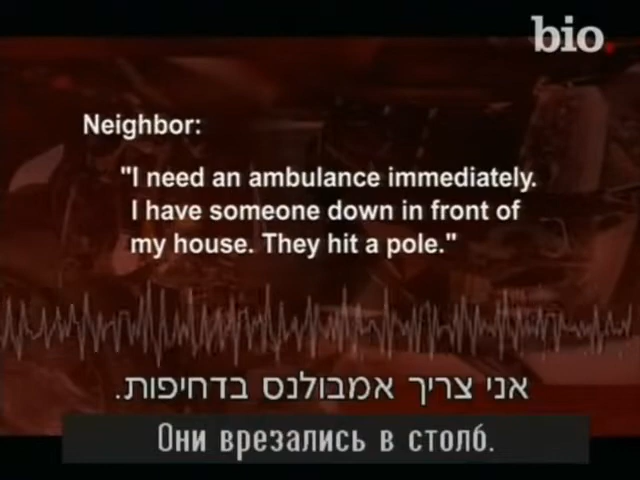 bio.
Neighbor:
"I need an ambulance immediately.
I have someone down in front of
my house. They hit a pole."
אני צריך אמבולנס בדחיפות.
Они врезались в столб.